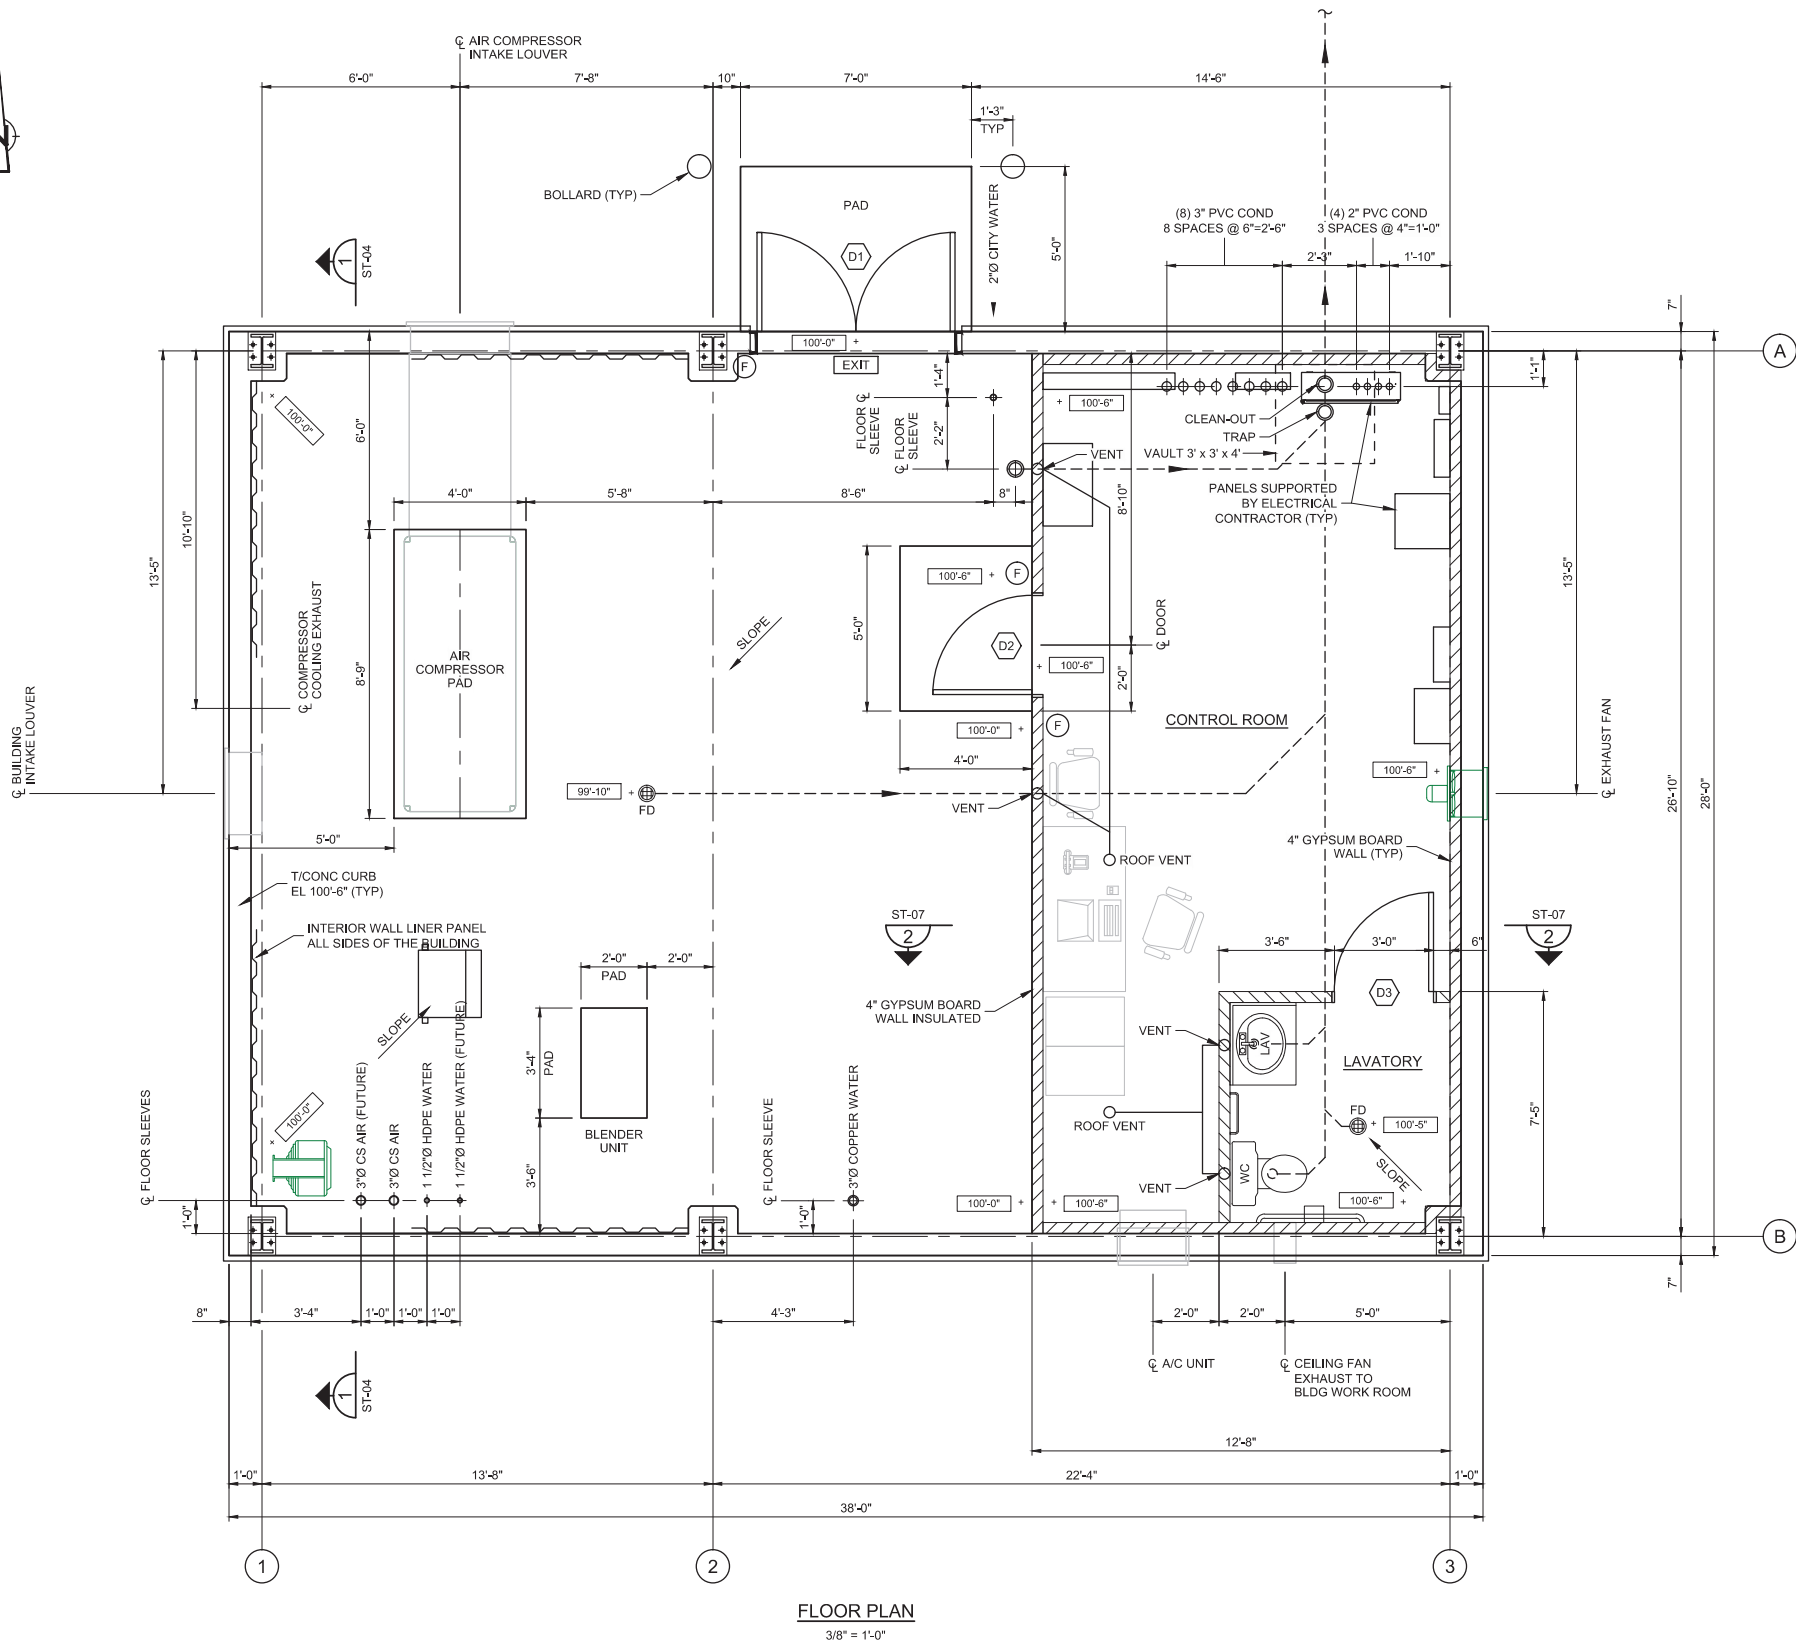 ℄ AIR COMPRESSOR
INTAKE LOUVER
6'-0"
7'-8"
10"
7'-0"
14'-6"
1'-3"
TYP
BOLLARD (TYP)
PAD
2"Ø CITY WATER
5'-0"
(8) 3" PVC COND
8 SPACES @ 6"=2'-6"
(4) 2" PVC COND
3 SPACES @ 4"=1'-0"
2'-3"
1'-10"
1
ST-04
D1
7"
100'-0"
EXIT
F
A
1'-4"
1'-1"
100'-0"
100'-6"
6'-0"
FLOOR ℄
SLEEVE
℄ FLOOR
SLEEVE
2'-2"
CLEAN-OUT
TRAP
VENT
VAULT 3' x 3' x 4'
4'-0"
5'-8"
8'-6"
8"
8'-10"
PANELS SUPPORTED
BY ELECTRICAL
CONTRACTOR (TYP)
10'-10"
13'-5"
13'-5"
100'-6"
F
℄ COMPRESSOR
COOLING EXHAUST
8'-9"
AIR
COMPRESSOR
PAD
SLOPE
5'-0"
D2
℄ DOOR
100'-6"
2'-0"
℄ BUILDING
INTAKE LOUVER
CONTROL ROOM
F
100'-0"
4'-0"
℄ EXHAUST FAN
100'-6"
99'-10"
FD
VENT
26'-10"
28'-0"
5'-0"
4" GYPSUM BOARD
WALL (TYP)
ROOF VENT
T/CONC CURB
EL 100'-6" (TYP)
ST-07
2
ST-07
2
INTERIOR WALL LINER PANEL
ALL SIDES OF THE BUILDING
3'-6"
3'-0"
6"
2'-0"
PAD
2'-0"
D3
4" GYPSUM BOARD
WALL INSULATED
SLOPE
VENT
LAV
LAVATORY
3'-4"
PAD
℄ FLOOR SLEEVES
100'-0"
3"Ø CS AIR (FUTURE)
3"Ø CS AIR
1 1/2"Ø HDPE WATER
1 1/2"Ø HDPE WATER (FUTURE)
BLENDER
UNIT
℄ FLOOR SLEEVE
3"Ø COPPER WATER
ROOF VENT
FD
100'-5"
7'-5"
3'-6"
WC
SLOPE
VENT
1'-0"
1'-0"
100'-0"
100'-6"
100'-6"
B
7"
8"
3'-4"
1'-0"
1'-0"
1'-0"
4'-3"
2'-0"
2'-0"
5'-0"
1
ST-04
℄ A/C UNIT
℄ CEILING FAN
EXHAUST TO
BLDG WORK ROOM
12'-8"
1'-0"
13'-8"
22'-4"
1'-0"
38'-0"
1
2
3
FLOOR PLAN
3/8" = 1'-0"